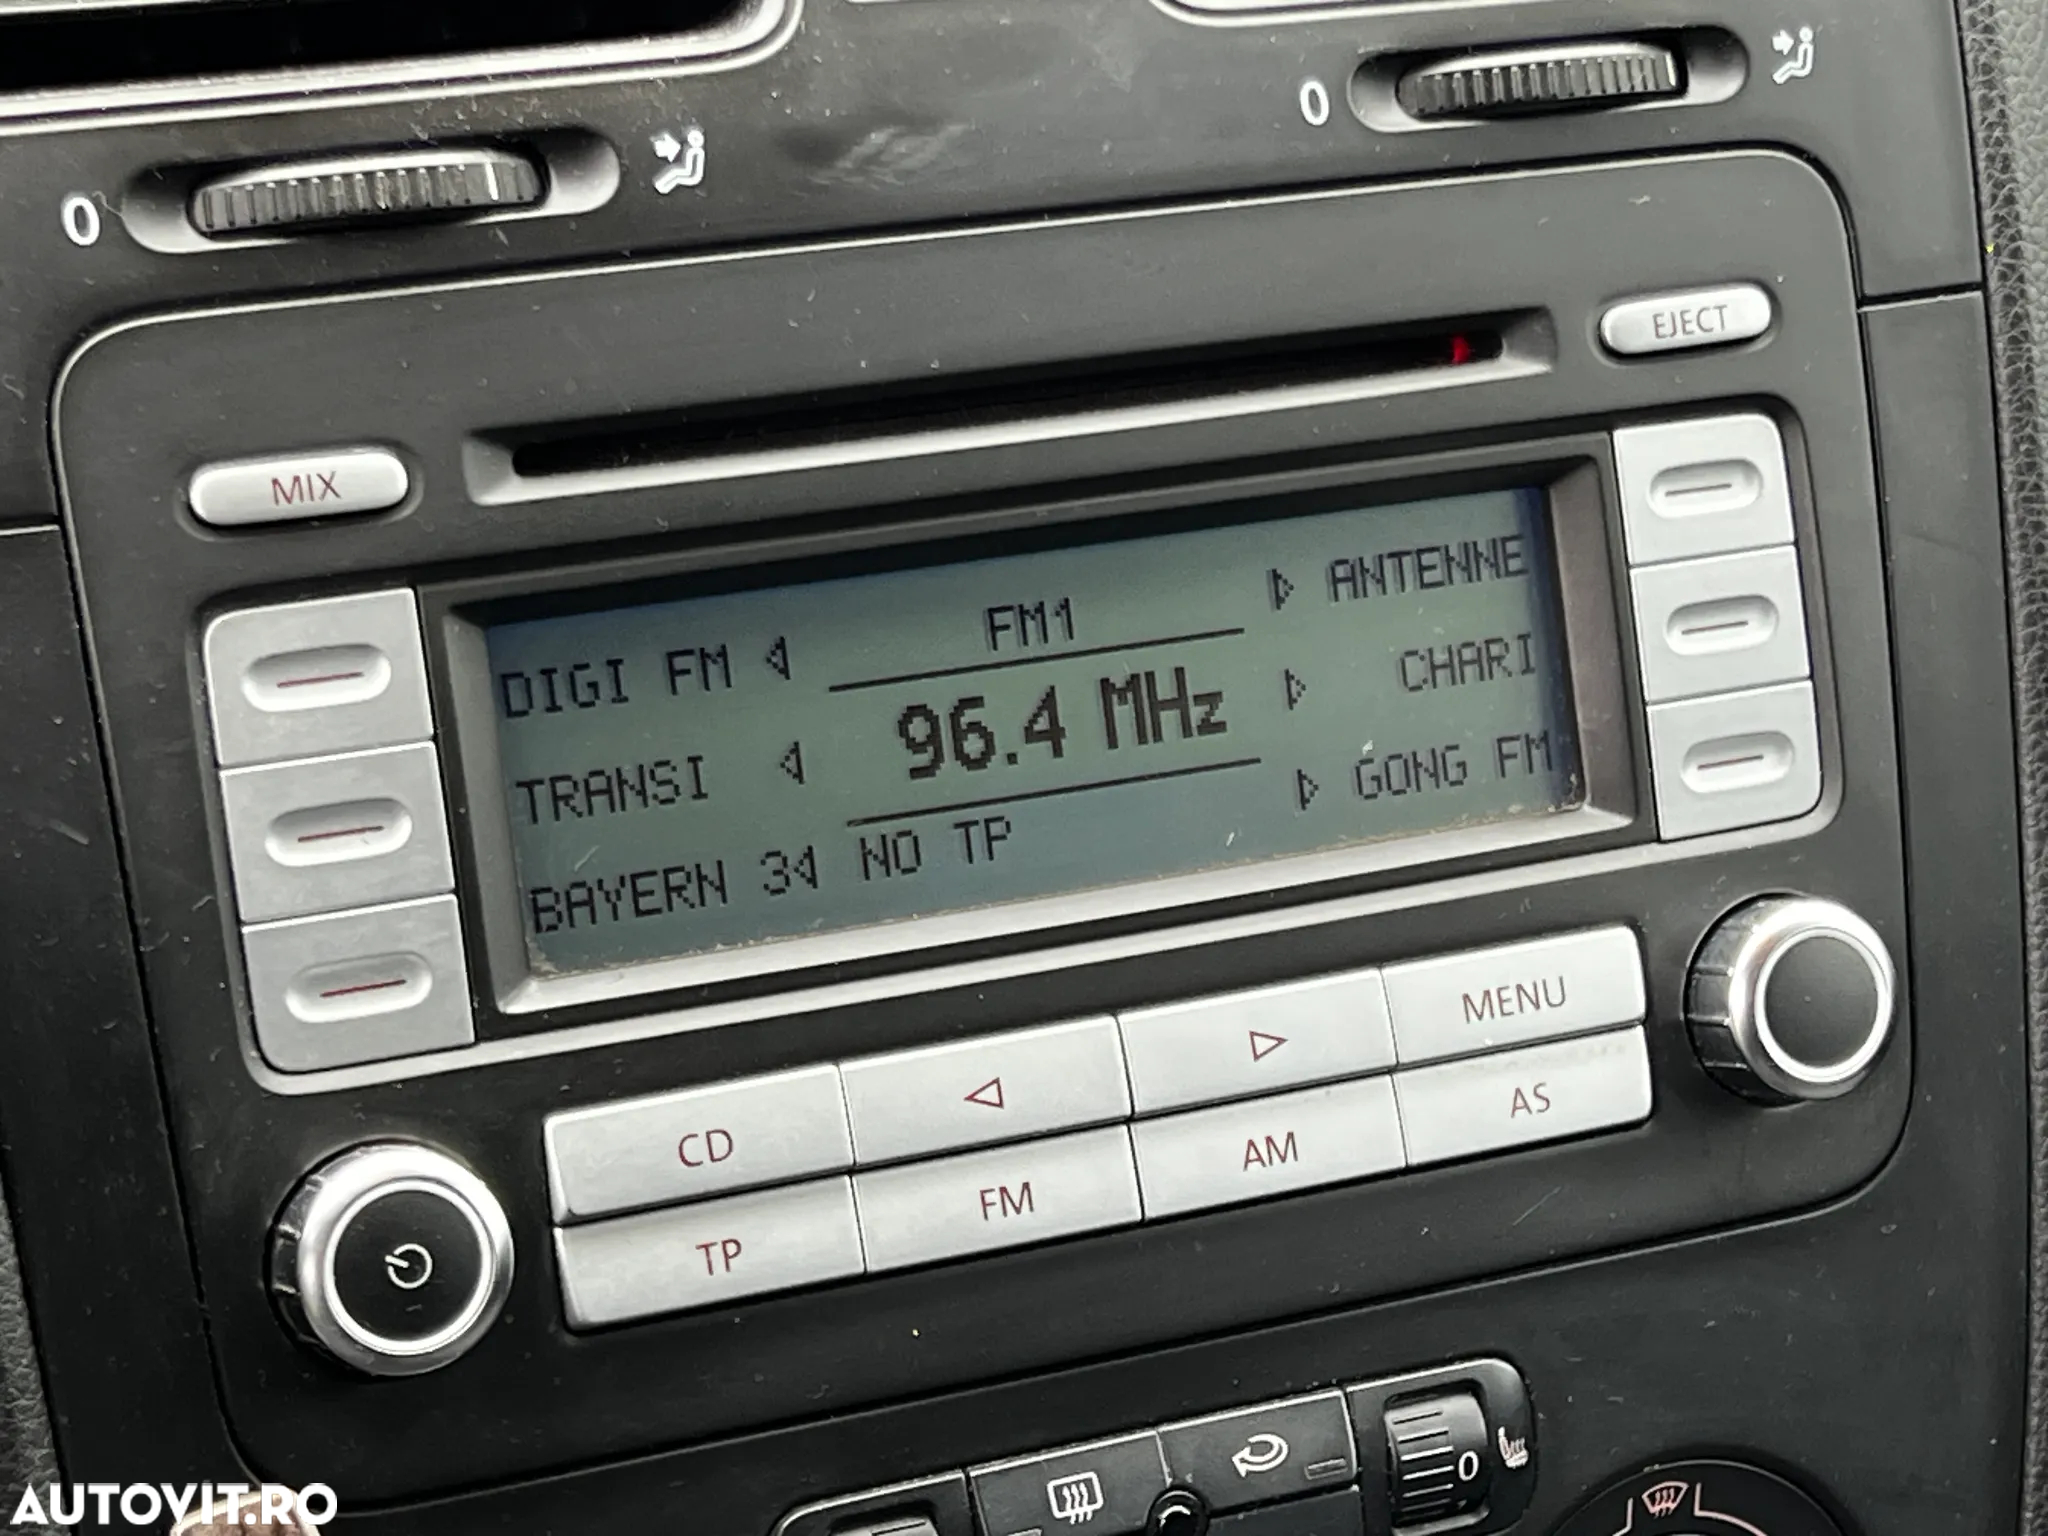 0
0
EJECT
MIX
DIGI FM
FM1
ANTENNE
TRANSI
96.4 MHz
CHARI
BAYERN 3
NO TP
GONG FM
CD
MENU
TP
FM
AM
AS
0
AUTOVIT.RO